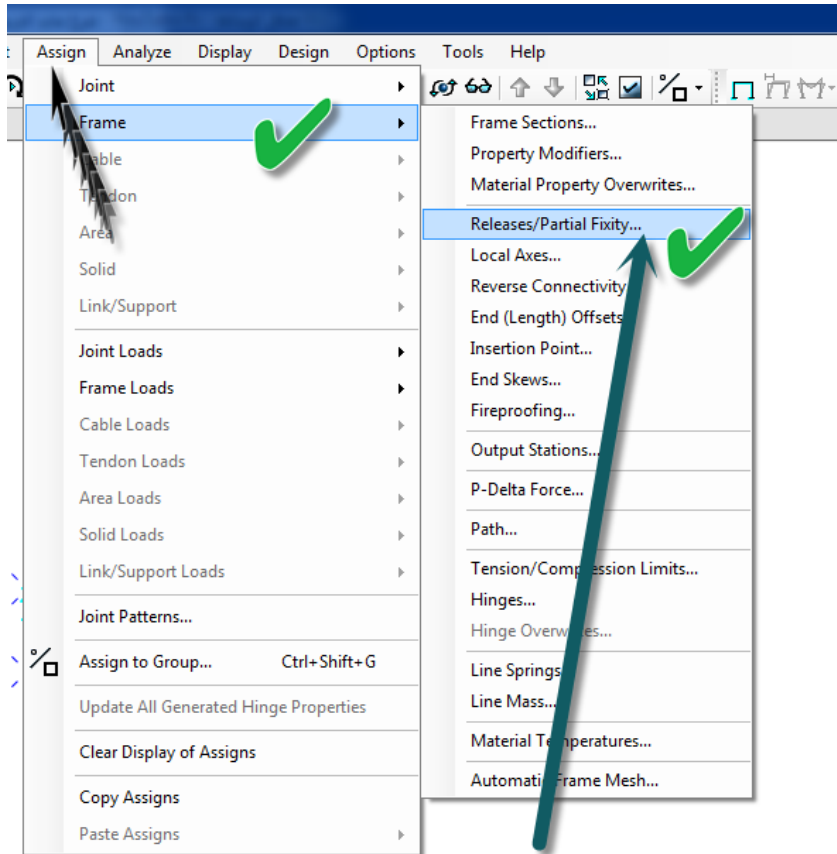 Assign Analyze Display Design Options Tools Help
Joint
Frame
Area
Solid
Link/Support
Joint Loads
Frame Loads
Cable Loads
Tendon Loads
Area Loads
Solid Loads
Link/Support Loads
Joint Patterns...
Assign to Group... Ctrl+Shift+G
Update All Generated Hinge Properties
Clear Display of Assigns
Copy Assigns
Paste Assigns
Frame Sections...
Property Modifiers...
Material Property Overwrites...
Releases/Partial Fixity...
Local Axes...
Reverse Connectivity
End (Length) Offsets
Insertion Point...
End Skews...
Fireproofing...
Output Stations...
P-Delta Force...
Path...
Tension/Compression Limits...
Hinges...
Hinge Overwrites...
Line Springs
Line Mass...
Material Temperatures...
Automatic Frame Mesh...